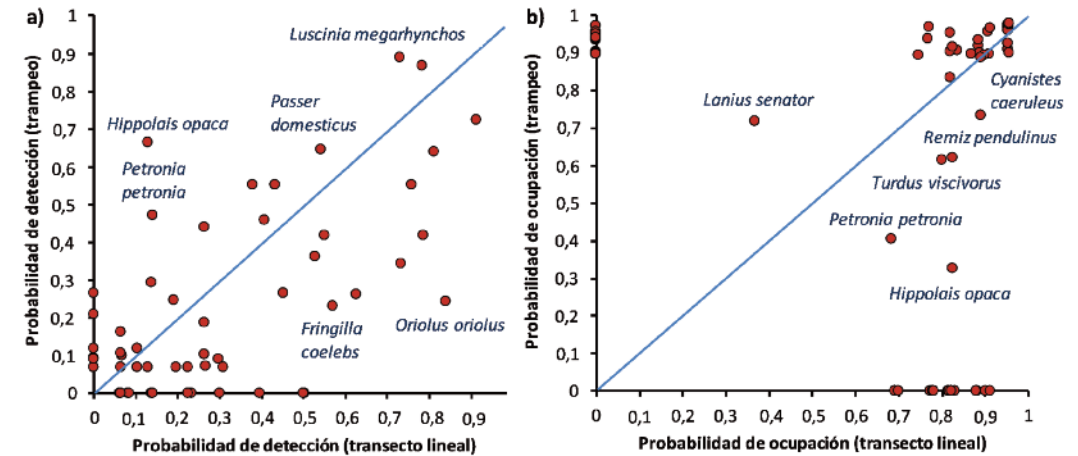 a)
Probabilidad de detección (trampeo)
1
0,9
0,8
0,7
0,6
0,5
0,4
0,3
0,2
0,1
0
Luscinia megarhynchos
Passer
domesticus
Hippolais opaca
Petronia
petronia
Fringilla
coelebs
Oriolus oriolus
0 0,1 0,2 0,3 0,4 0,5 0,6 0,7 0,8 0,9
Probabilidad de detección (transecto lineal)
b)
Probabilidad de ocupación (trampeo)
1
0,9
0,8
0,7
0,6
0,5
0,4
0,3
0,2
0,1
0
Cyanistes
caeruleus
Lanius senator
Remiz pendulinus
Turdus viscivorus
Petronia petronia
Hippolais opaca
0 0,1 0,2 0,3 0,4 0,5 0,6 0,7 0,8 0,9 1
Probabilidad de ocupación (transecto lineal)